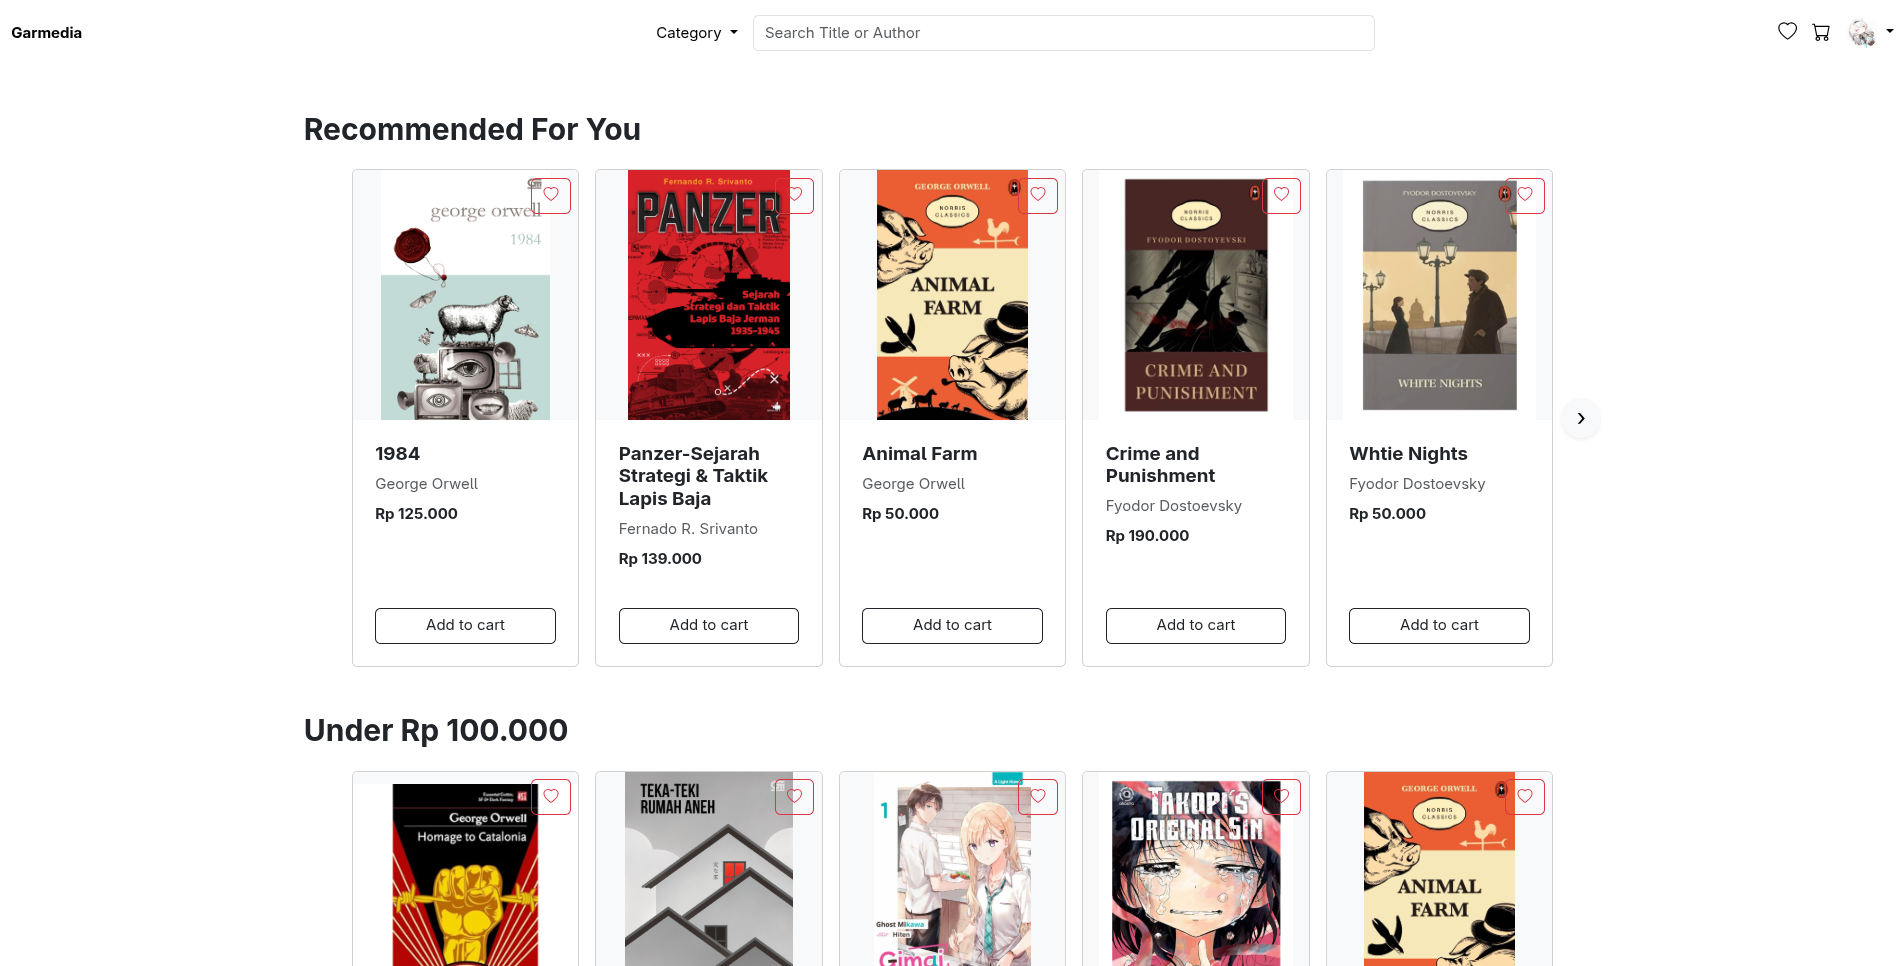 Garmedia
Category
Search Title or Author
Recommended For You
george orwell
1984
1984
George Orwell
Rp 125.000
Add to cart
Fernando R. Srivanto
PANZER
Sejarah
Strategi dan Taktik
Lapis Baja Jerman
1935-1945
Panzer-Sejarah
Strategi & Taktik
Lapis Baja
Fernado R. Srivanto
Rp 139.000
Add to cart
GEORGE ORWELL
NORRIS
CLASSICS
ANIMAL
FARM
Animal Farm
George Orwell
Rp 50.000
Add to cart
NORRIS
CLASSICS
FYODOR DOSTOYEVSKI
CRIME AND
PUNISHMENT
Crime and
Punishment
Fyodor Dostoevsky
Rp 190.000
Add to cart
FYODOR DOSTOYEVSKY
NORRIS
CLASSICS
WHITE NIGHTS
Whtie Nights
Fyodor Dostoevsky
Rp 50.000
Add to cart
Under Rp 100.000
George Orwell
Homage to Catalonia
TEKA-TEKI
RUMAH ANEH
A Light Novel
1
Ghost Mikawa
Hiten
Gimai
TAKOPI'S
ORIGINAL SIN
GEORGE ORWELL
NORRIS
CLASSICS
ANIMAL
FARM